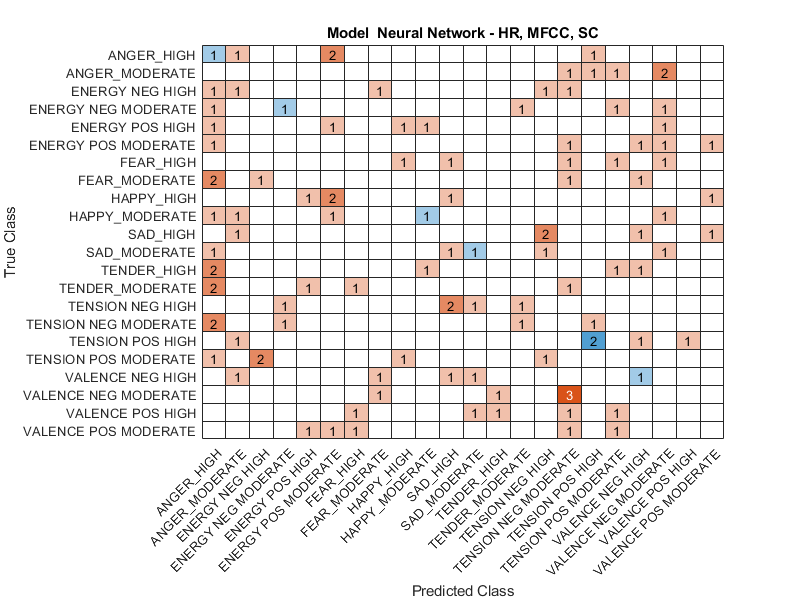 Model  Neural Network - HR, MFCC, SC
True Class
ANGER_HIGH 1 1 2 1
ANGER_MODERATE 1 1 1 2
ENERGY NEG HIGH 1 1 1 1 1
ENERGY NEG MODERATE 1 1 1 1 1
ENERGY POS HIGH 1 1 1 1 1
ENERGY POS MODERATE 1 1 1 1 1
FEAR_HIGH 1 1 1 1 1
FEAR_MODERATE 2 1 1 1
HAPPY_HIGH 1 2 1 1
HAPPY_MODERATE 1 1 1 1 1
SAD_HIGH 1 2 1 1
SAD_MODERATE 1 1 1 1 1
TENDER_HIGH 2 1 1 1
TENDER_MODERATE 2 1 1 1
TENSION NEG HIGH 1 2 1 1
TENSION NEG MODERATE 2 1 1 1
TENSION POS HIGH 1 2 1 1
TENSION POS MODERATE 1 2 1 1
VALENCE NEG HIGH 1 1 1 1 1
VALENCE NEG MODERATE 1 1 3
VALENCE POS HIGH 1 1 1 1 1
VALENCE POS MODERATE 1 1 1 1 1
ANGER_HIGH
ANGER_MODERATE
ENERGY NEG HIGH
ENERGY NEG MODERATE
ENERGY POS HIGH
ENERGY POS MODERATE
FEAR_HIGH
FEAR_MODERATE
HAPPY_HIGH
HAPPY_MODERATE
SAD_HIGH
SAD_MODERATE
TENDER_HIGH
TENDER_MODERATE
TENSION NEG HIGH
TENSION NEG MODERATE
TENSION POS HIGH
TENSION POS MODERATE
VALENCE NEG HIGH
VALENCE NEG MODERATE
VALENCE POS HIGH
VALENCE POS MODERATE
Predicted Class